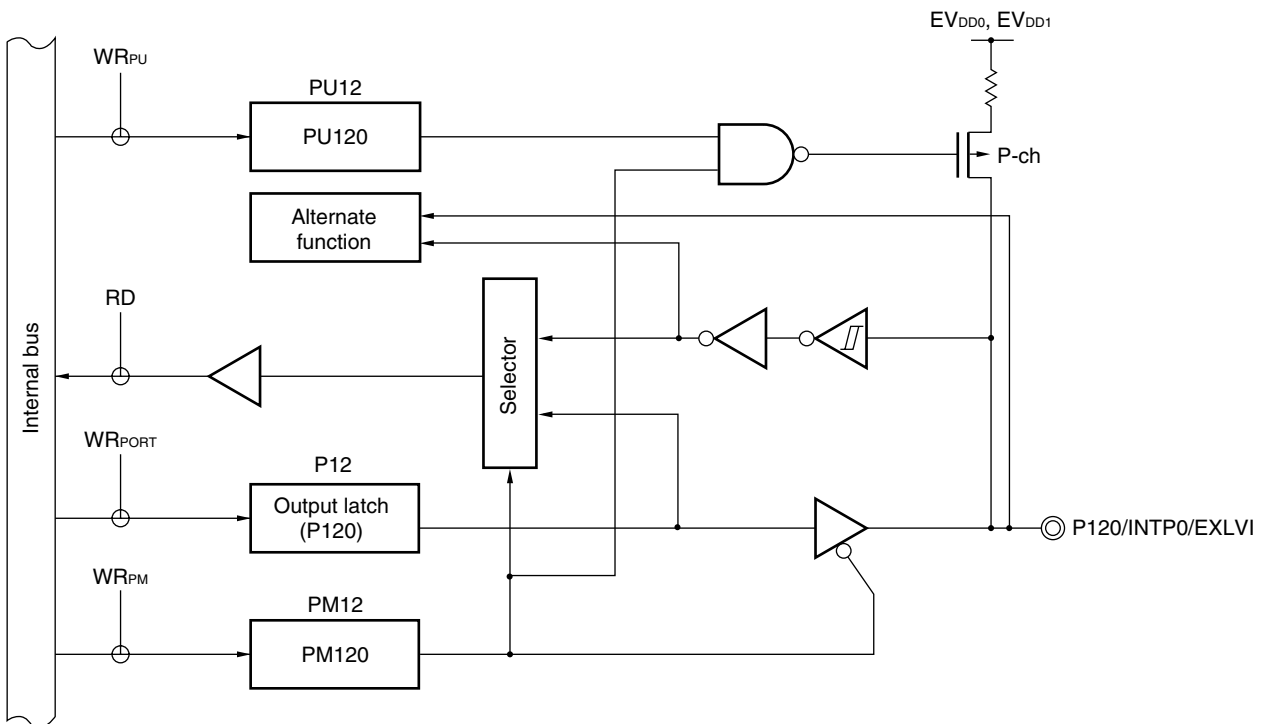 EVDD0, EVDD1
WRPU
PU12
PU120
P-ch
Alternate
function
RD
Internal bus
Selector
WRPORT
P12
Output latch
(P120)
P120/INTP0/EXLVI
WRPM
PM12
PM120